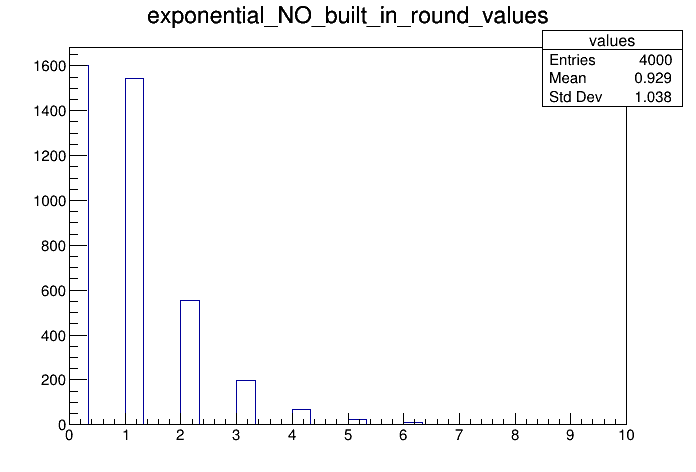 exponential_NO_built_in_round_values
values
Entries 4000
Mean 0.929
Std Dev 1.038
1600
1400
1200
1000
800
600
400
200
0
0 1 2 3 4 5 6 7 8 9 10